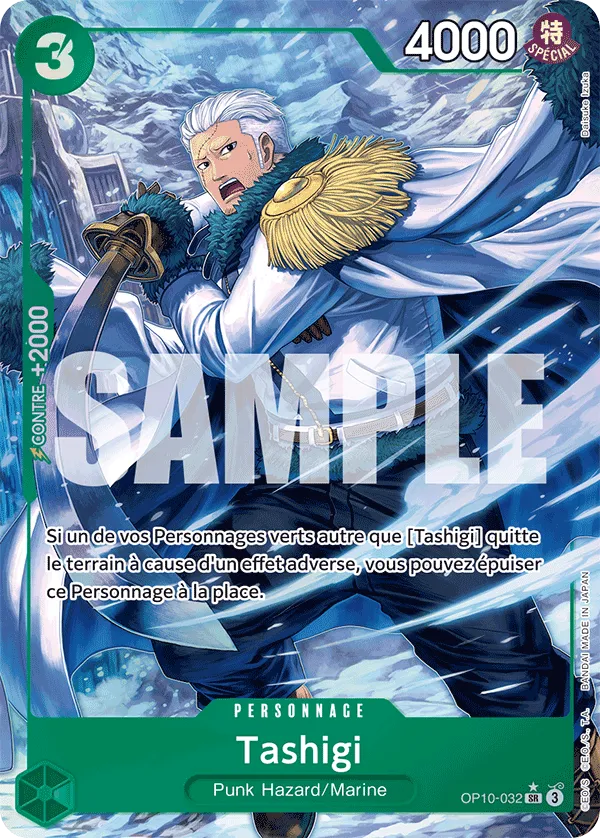 3
4000
特
SPÉCIAL
Daisuke Izuka
CONTRE +2000
SAMPLE
Si un de vos Personnages verts autre que [Tashigi] quitte
le terrain à cause d'un effet adverse, vous pouvez épuiser
ce Personnage à la place.
PERSONNAGE
Tashigi
Punk Hazard/Marine
OP10-032 SR 3
©E.O/S ©E.O./S., T.A. BANDAI MADE IN JAPAN